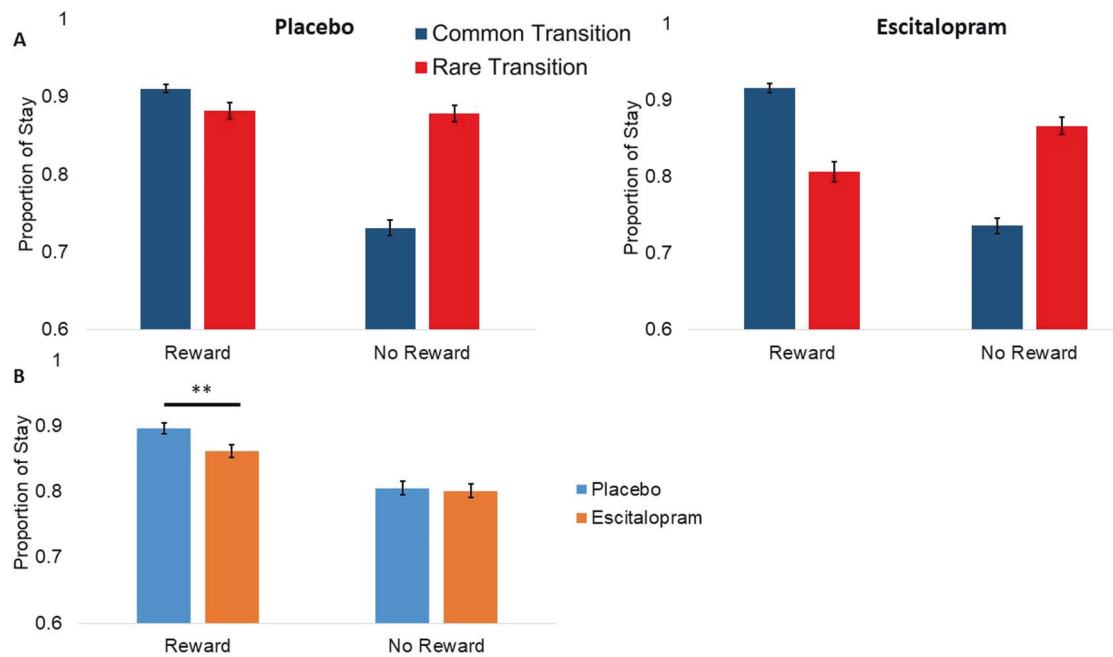 A
Placebo
Common Transition
Rare Transition
Proportion of Stay
1
0.9
0.8
0.7
0.6
Reward
No Reward
Escitalopram
Proportion of Stay
1
0.9
0.8
0.7
0.6
Reward
No Reward
B
**
Proportion of Stay
1
0.9
0.8
0.7
0.6
Reward
No Reward
Placebo
Escitalopram